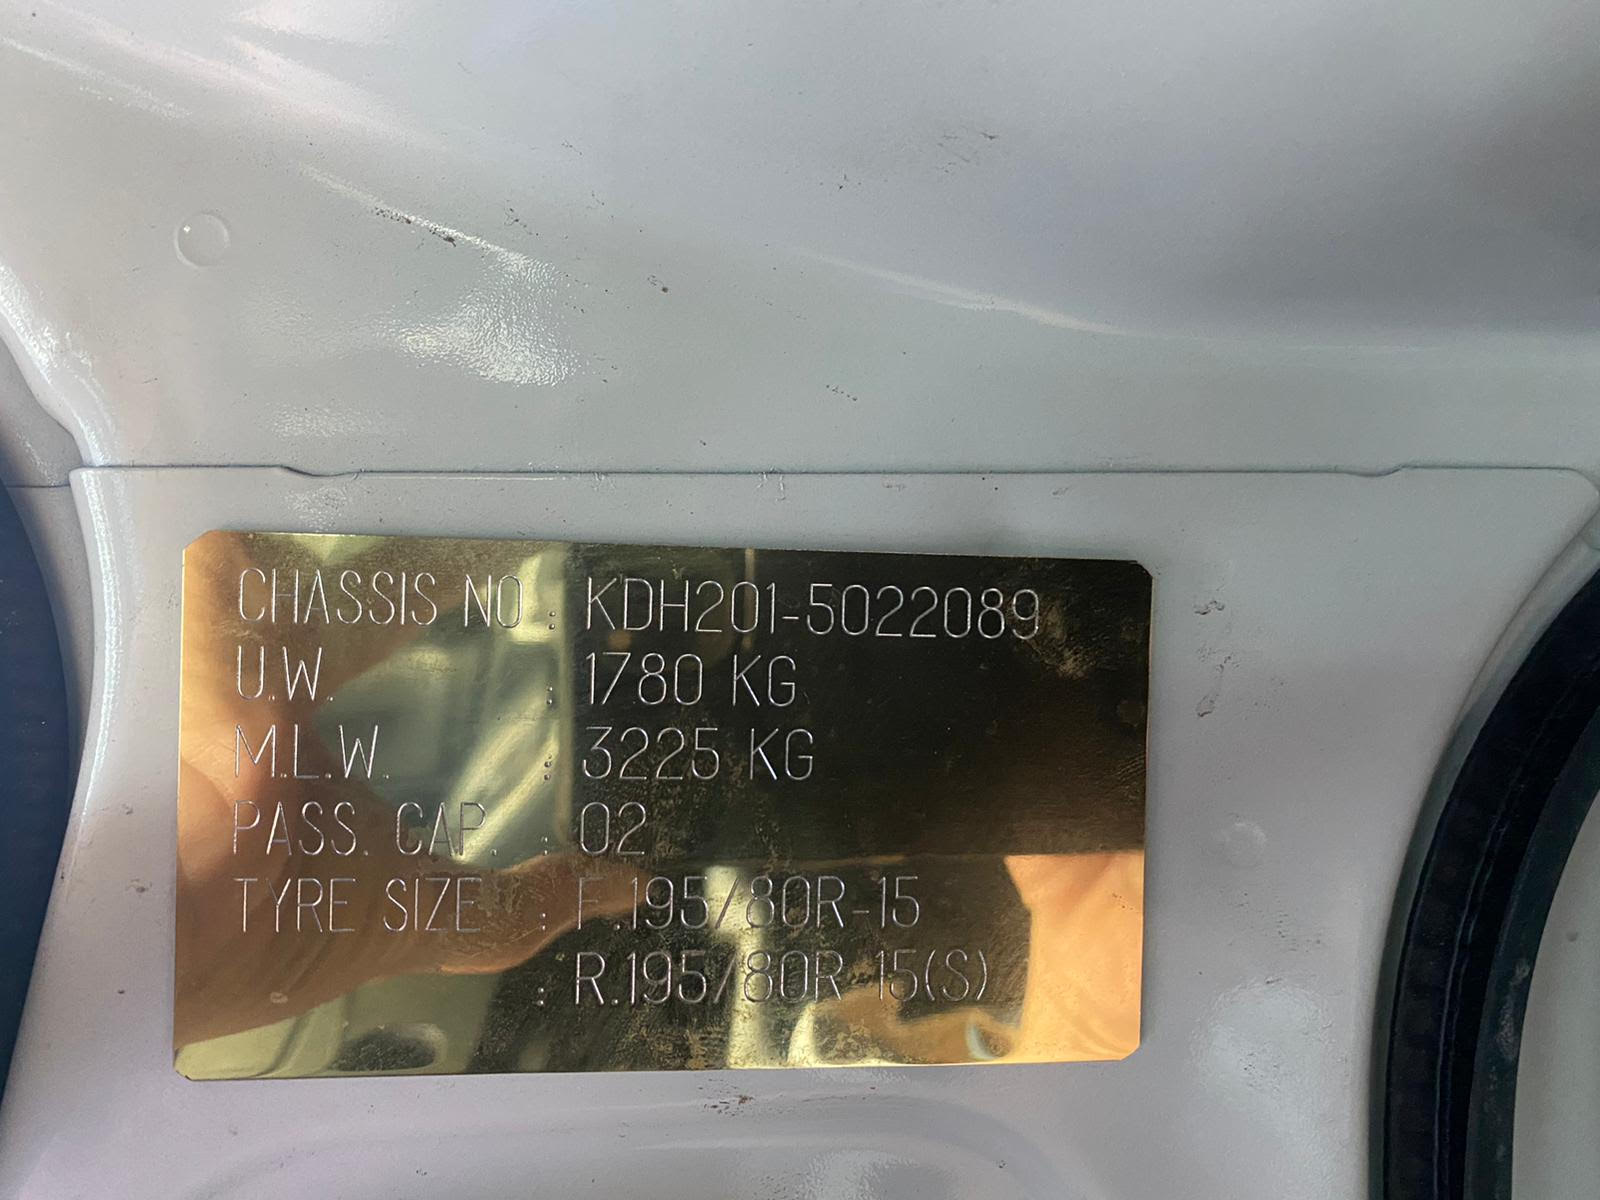 CHASSIS NO : KDH201-5022089
U.W. : 1780 KG
M.L.W. : 3225 KG
PASS. CAP. : 02
TYRE SIZE : F.195/80R-15
: R.195/80R-15(S)